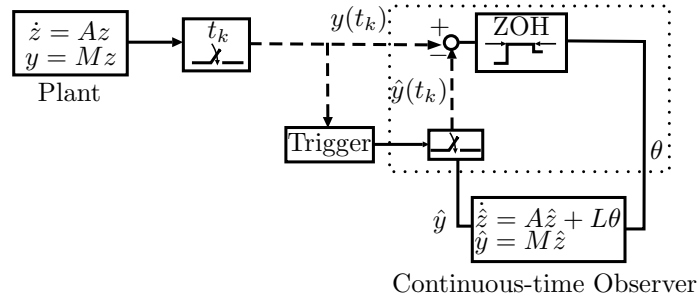 ż = Az
y = Mz
Plant
t_k
y(t_k)
+
−
ŷ(t_k)
ZOH
Trigger
θ
ŷ
ẑ̇ = Aẑ + Lθ
ŷ = Mẑ
Continuous-time Observer